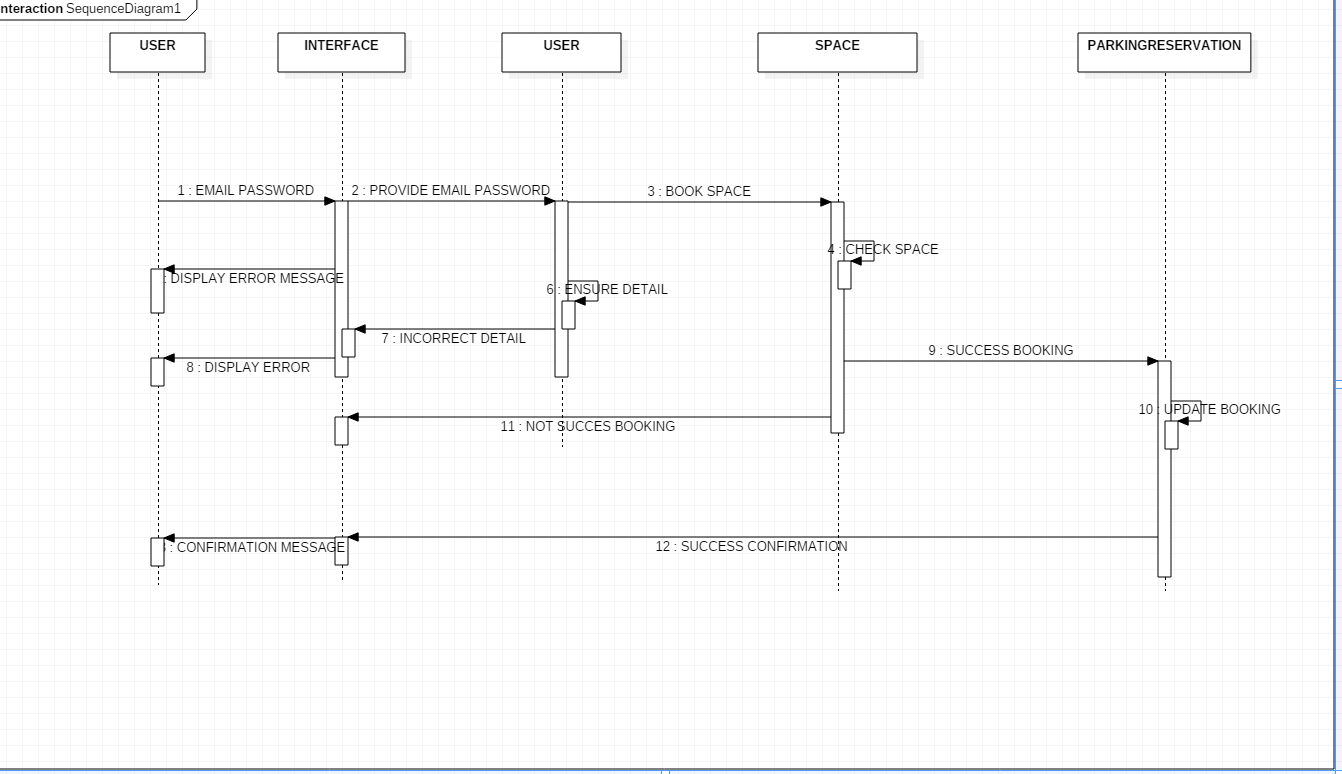 nteraction SequenceDiagram1
USER
INTERFACE
USER
SPACE
PARKINGRESERVATION
1 : EMAIL PASSWORD
2 : PROVIDE EMAIL PASSWORD
3 : BOOK SPACE
4 : CHECK SPACE
: DISPLAY ERROR MESSAGE
6 : ENSURE DETAIL
7 : INCORRECT DETAIL
8 : DISPLAY ERROR
9 : SUCCESS BOOKING
10 : UPDATE BOOKING
11 : NOT SUCCES BOOKING
12 : SUCCESS CONFIRMATION
: CONFIRMATION MESSAGE